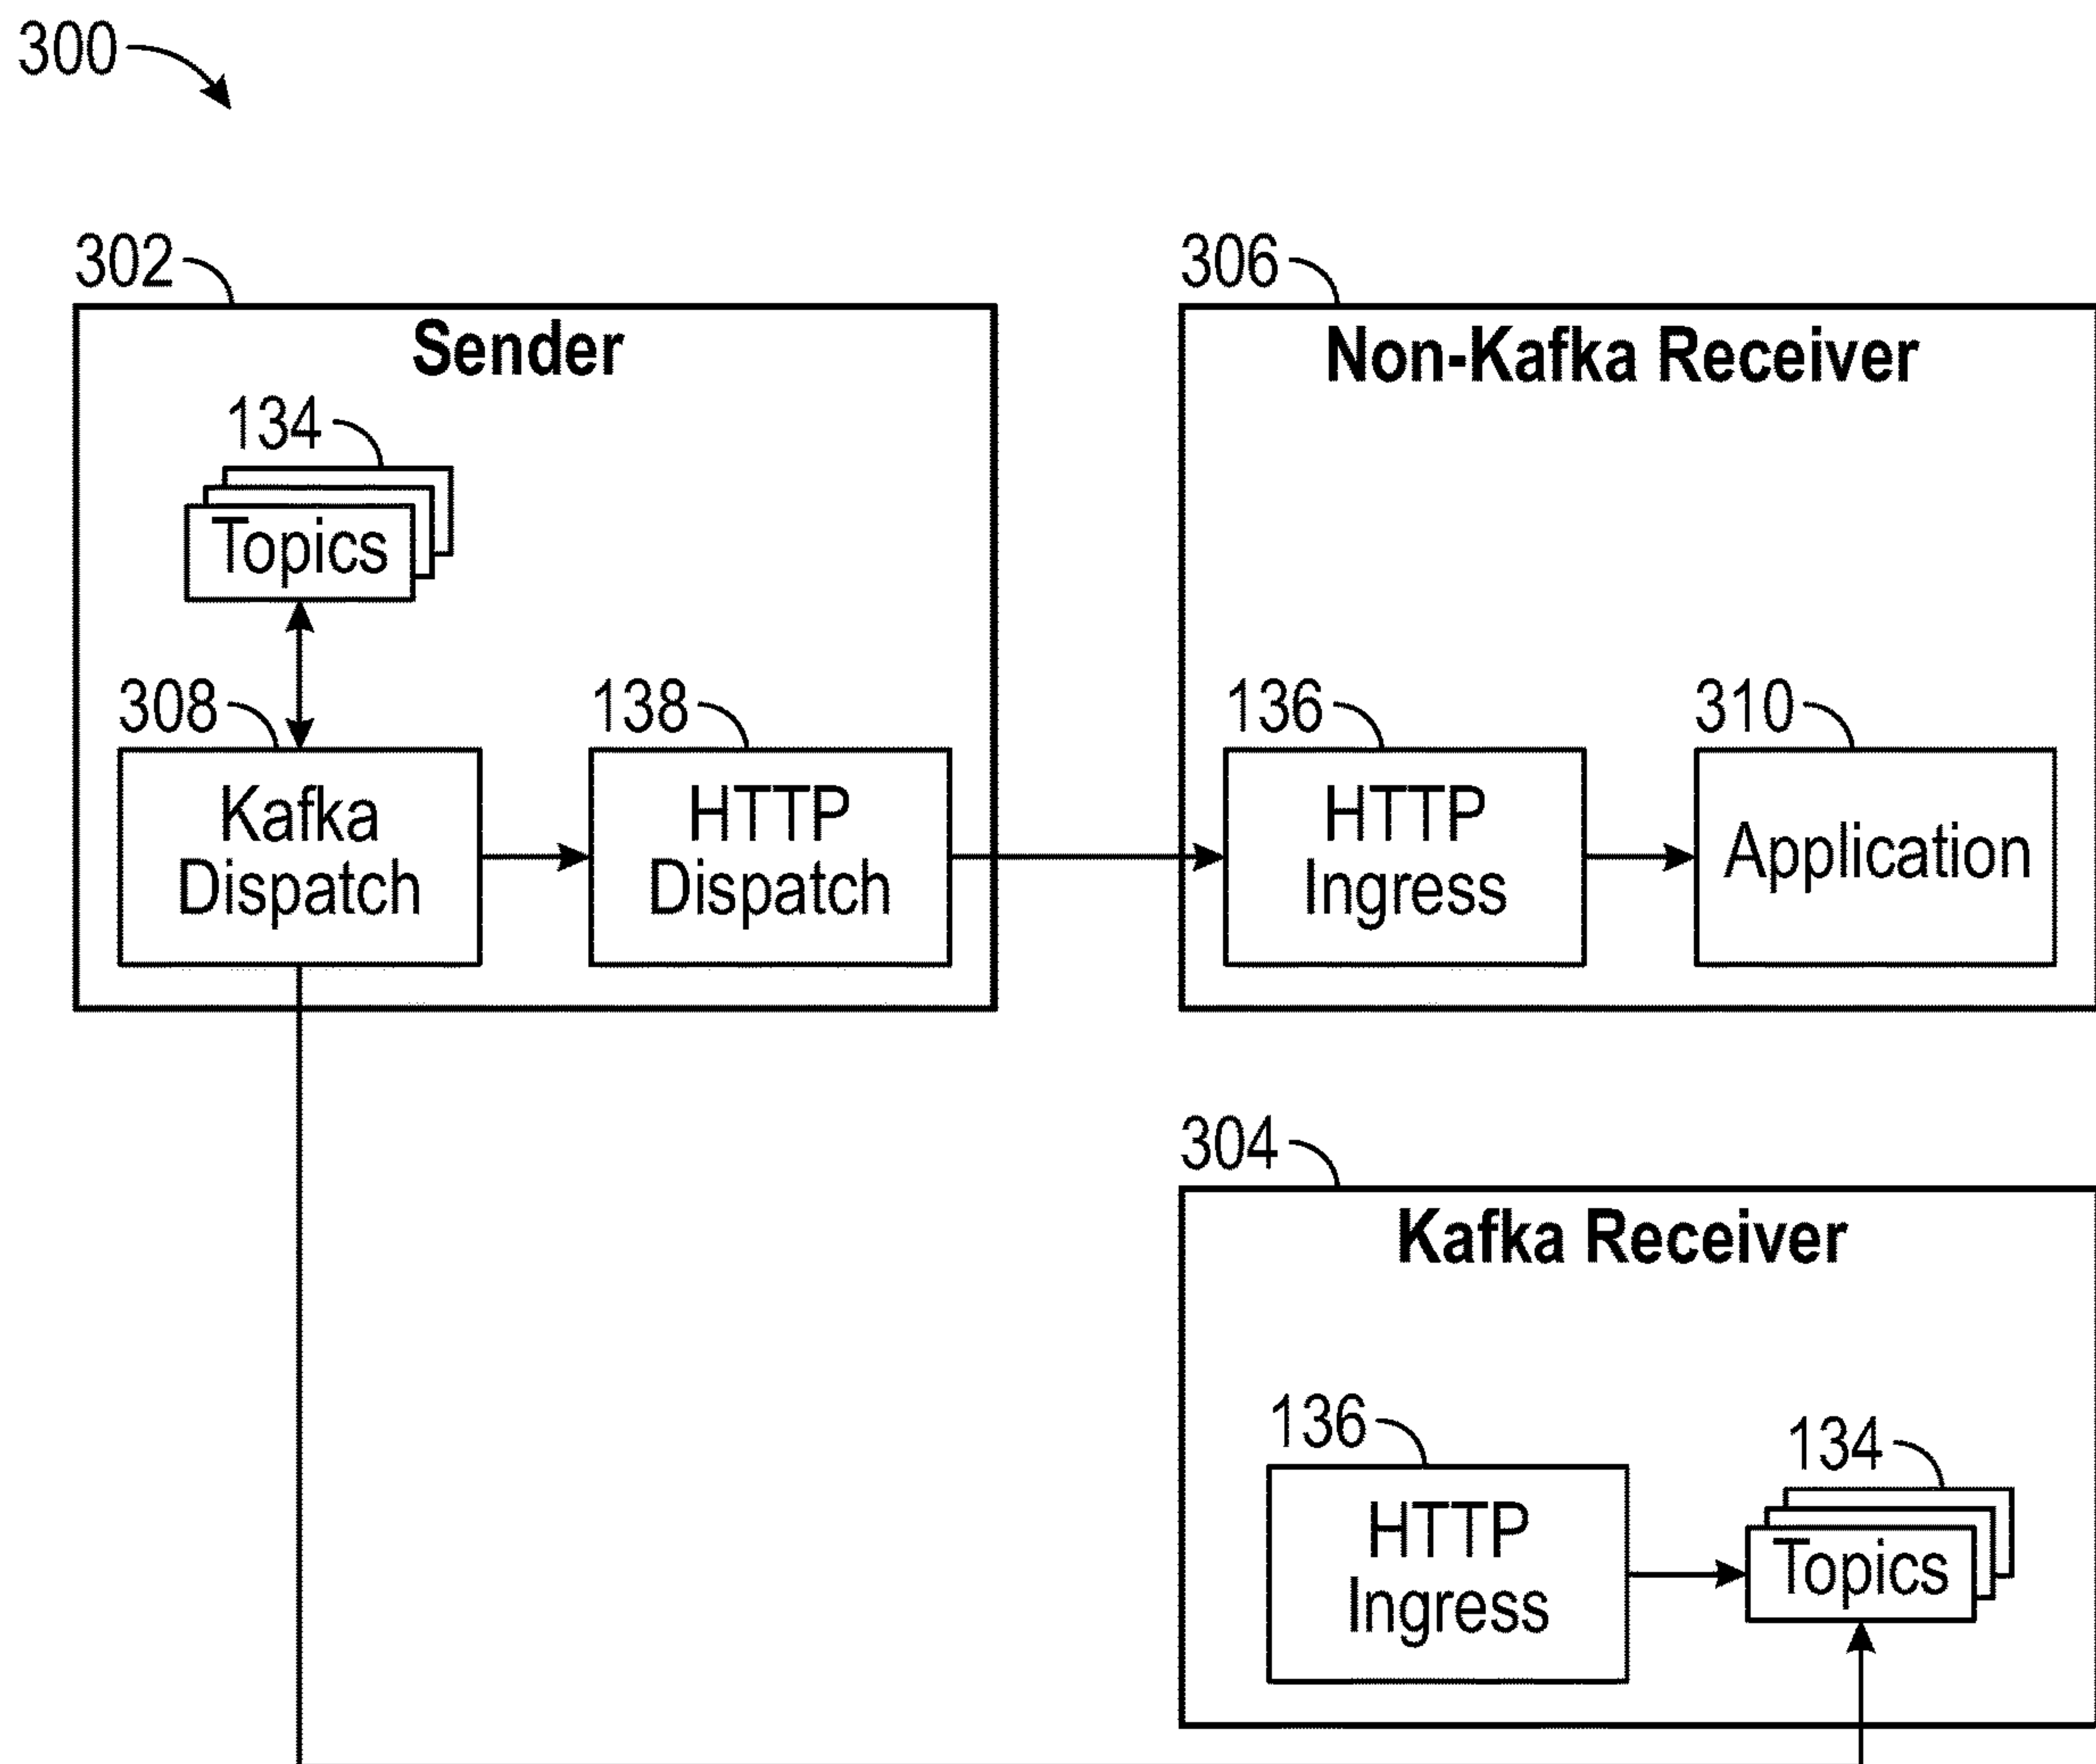 300
302
Sender
134
Topics
308
Kafka
Dispatch
138
HTTP
Dispatch
306
Non-Kafka Receiver
136
HTTP
Ingress
310
Application
304
Kafka Receiver
136
HTTP
Ingress
134
Topics